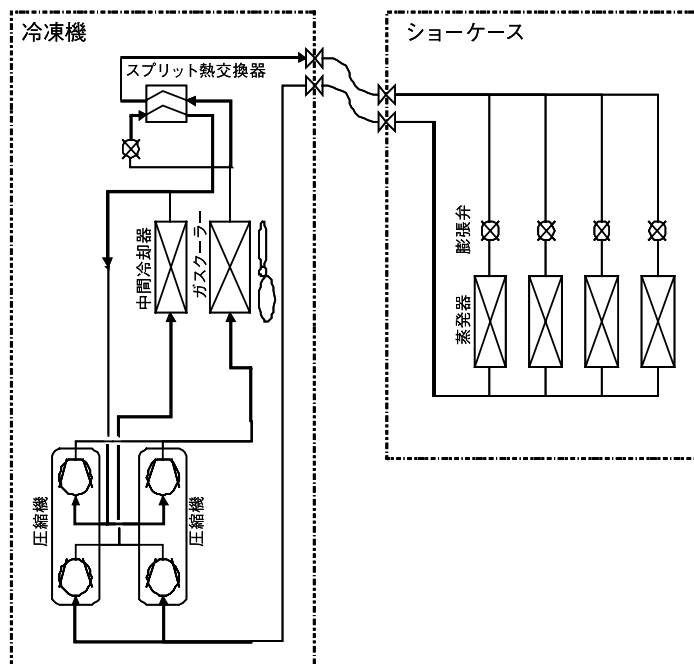 冷凍機
ショーケース
スプリット熱交換器
中間冷却器
ガスクーラー
膨張弁
蒸発器
圧縮機
圧縮機